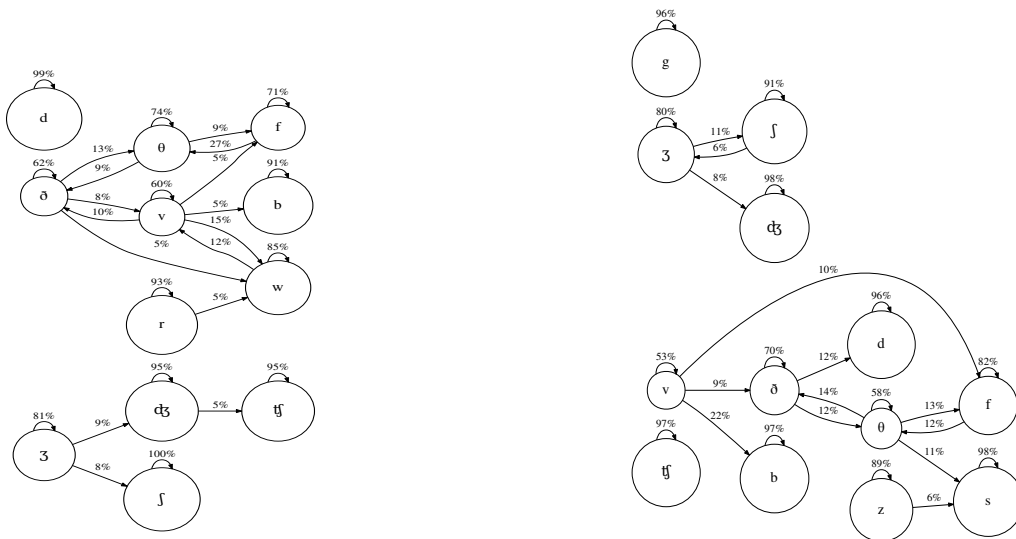 99%
d
62%
ð
13%
9%
74%
θ
9%
27%
5%
71%
f
8%
10%
60%
v
5%
15%
12%
91%
b
5%
85%
w
93%
r
5%
81%
ʒ
9%
8%
95%
ʤ
5%
95%
ʧ
100%
ʃ
96%
g
80%
ʒ
11%
6%
8%
91%
ʃ
98%
ʤ
10%
53%
v
9%
22%
70%
ð
12%
14%
12%
96%
d
58%
θ
13%
12%
11%
82%
f
97%
ʧ
97%
b
89%
z
6%
98%
s